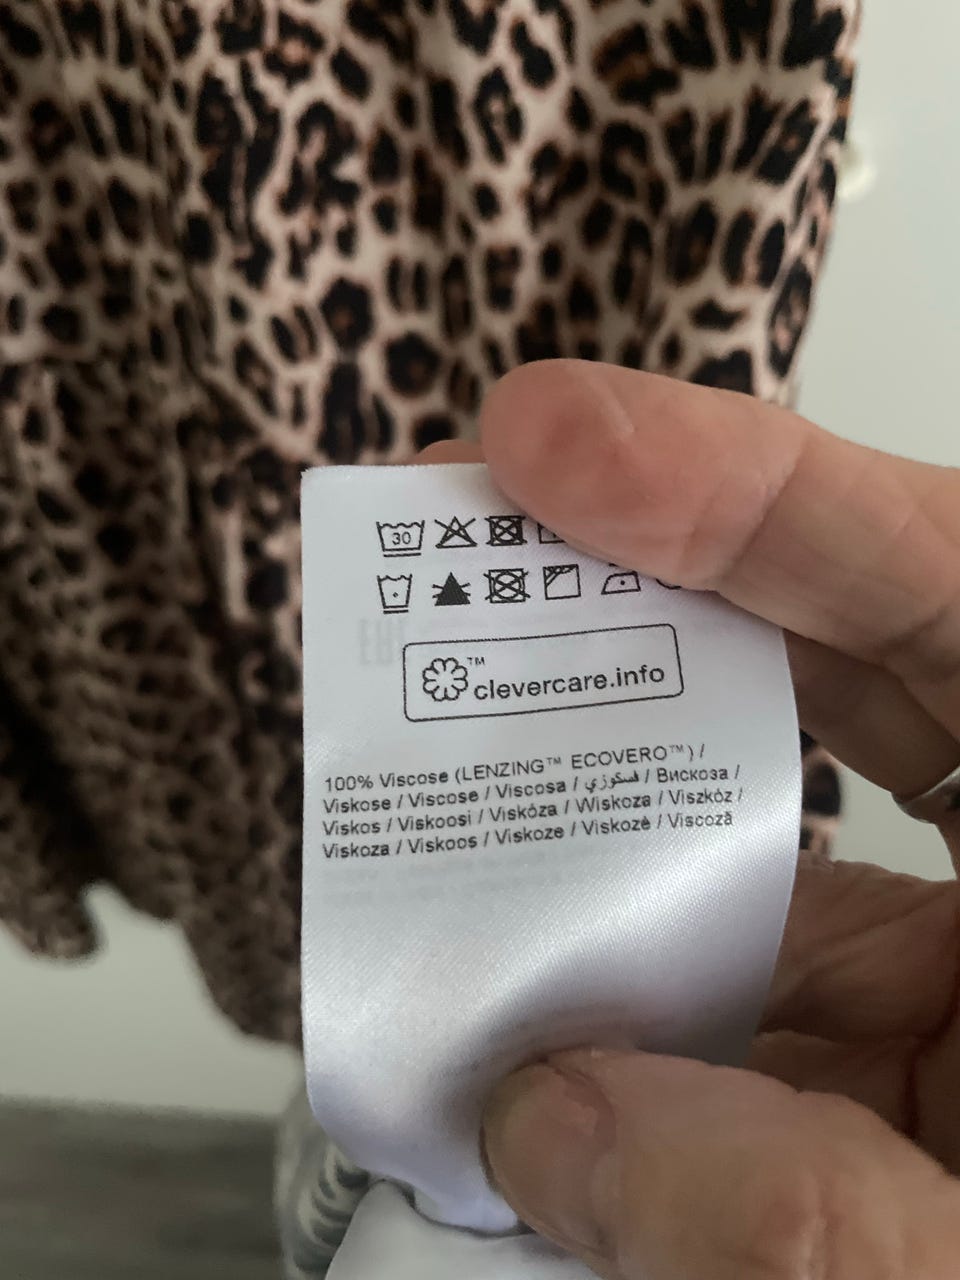 30
™
clevercare.info
100% Viscose (LENZING™ ECOVERO™) /
Viskose / Viscose / Viscosa / فسكوزي / Вискоза /
Viskos / Viskoosi / Viskóza / Wiskoza / Viszkóz /
Viskoza / Viskoos / Viskoze / Viskozė / Viscoză